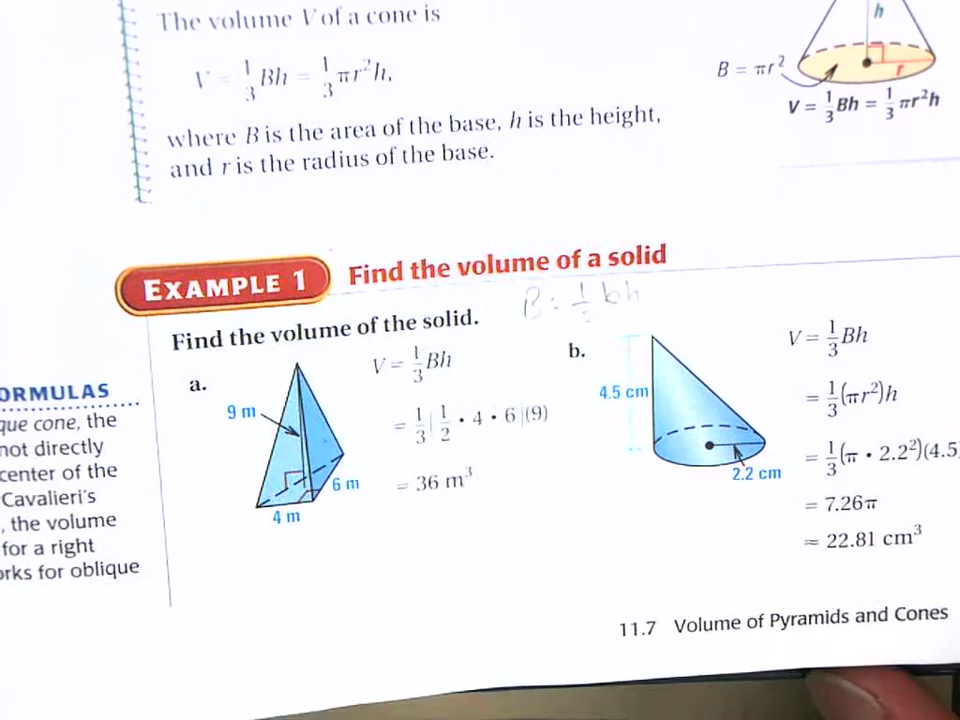 The volume V of a cone is
V = 1/3 Bh = 1/3 πr²h,
where B is the area of the base, h is the height,
and r is the radius of the base.
h
r
B = πr²
V = 1/3 Bh = 1/3 πr²h
EXAMPLE 1 Find the volume of a solid
Find the volume of the solid.
B = bh
a.
9 m
6 m
4 m
V = 1/3 Bh
= 1/3 (1/2 • 4 • 6)(9)
= 36 m³
b.
4.5 cm
2.2 cm
V = 1/3 Bh
= 1/3 (πr²)h
= 1/3 (π • 2.2²)(4.5
= 7.26π
≈ 22.81 cm³
ORMULAS
que cone, the
not directly
center of the
Cavalieri's
, the volume
for a right
orks for oblique
11.7 Volume of Pyramids and Cones